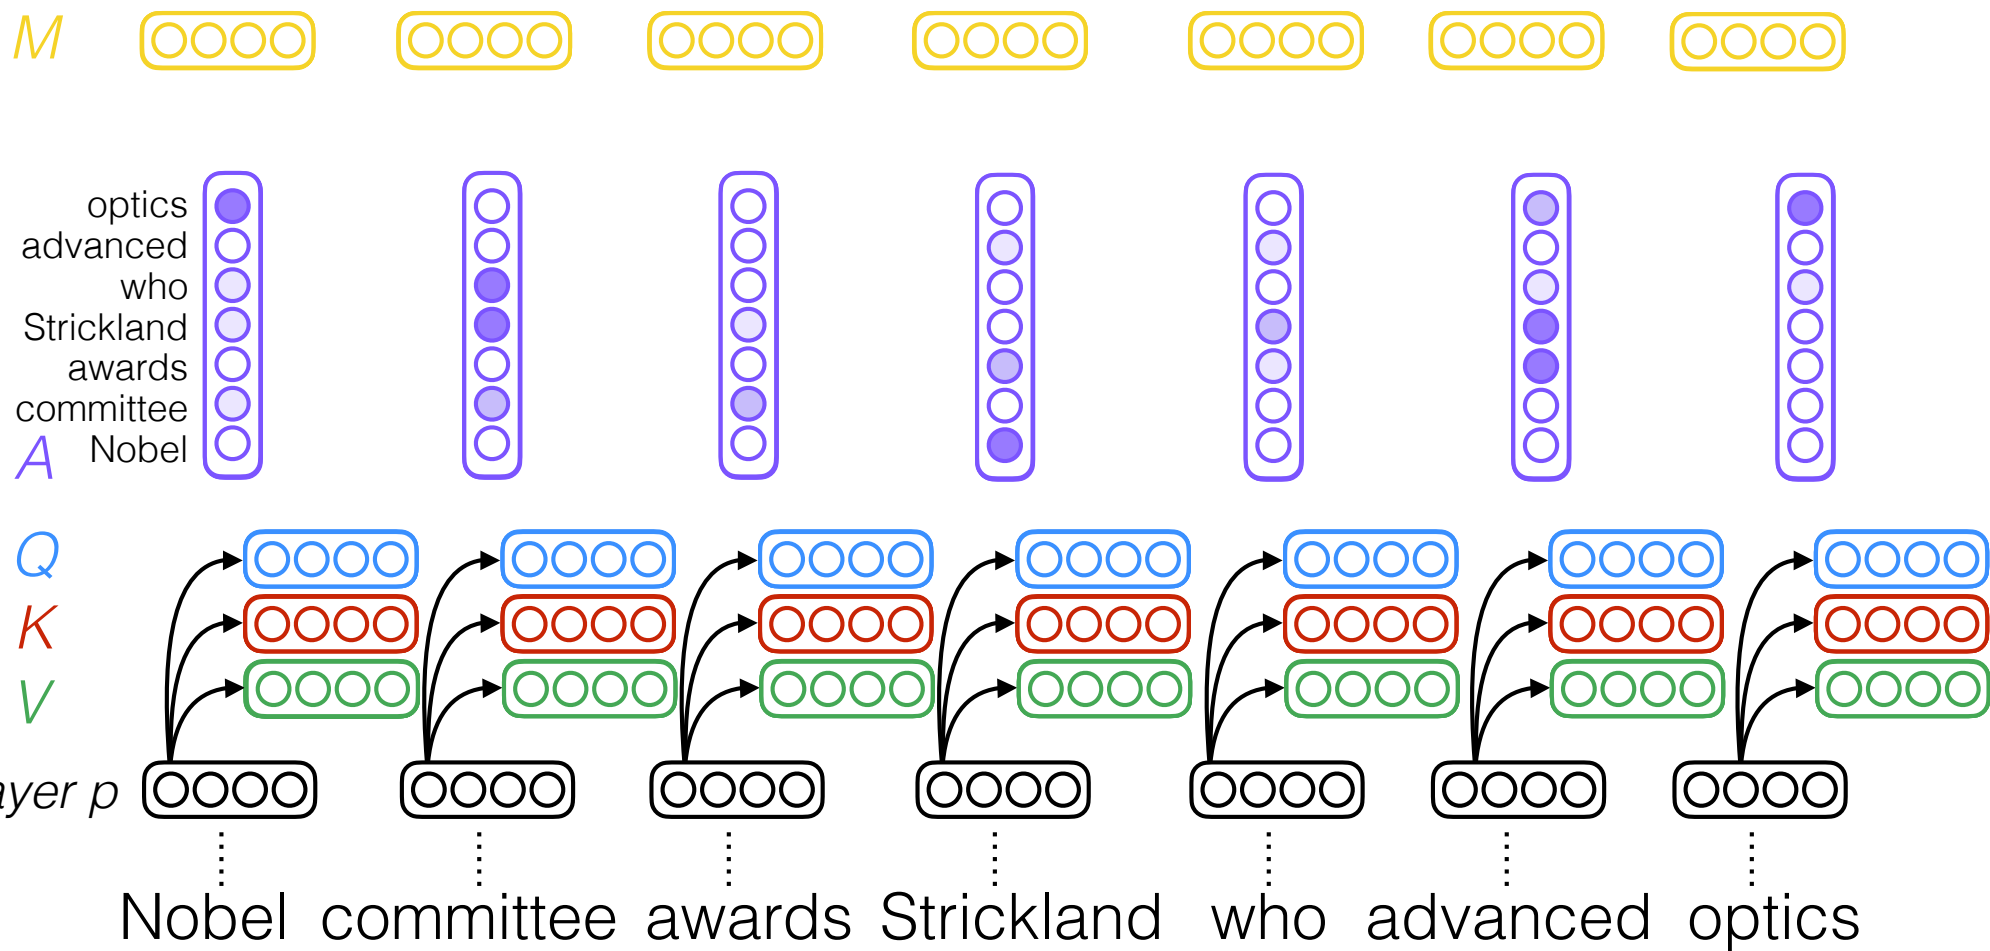 M
optics
advanced
who
Strickland
awards
committee
A Nobel
Q
K
V
ayer p
Nobel committee awards Strickland who advanced optics